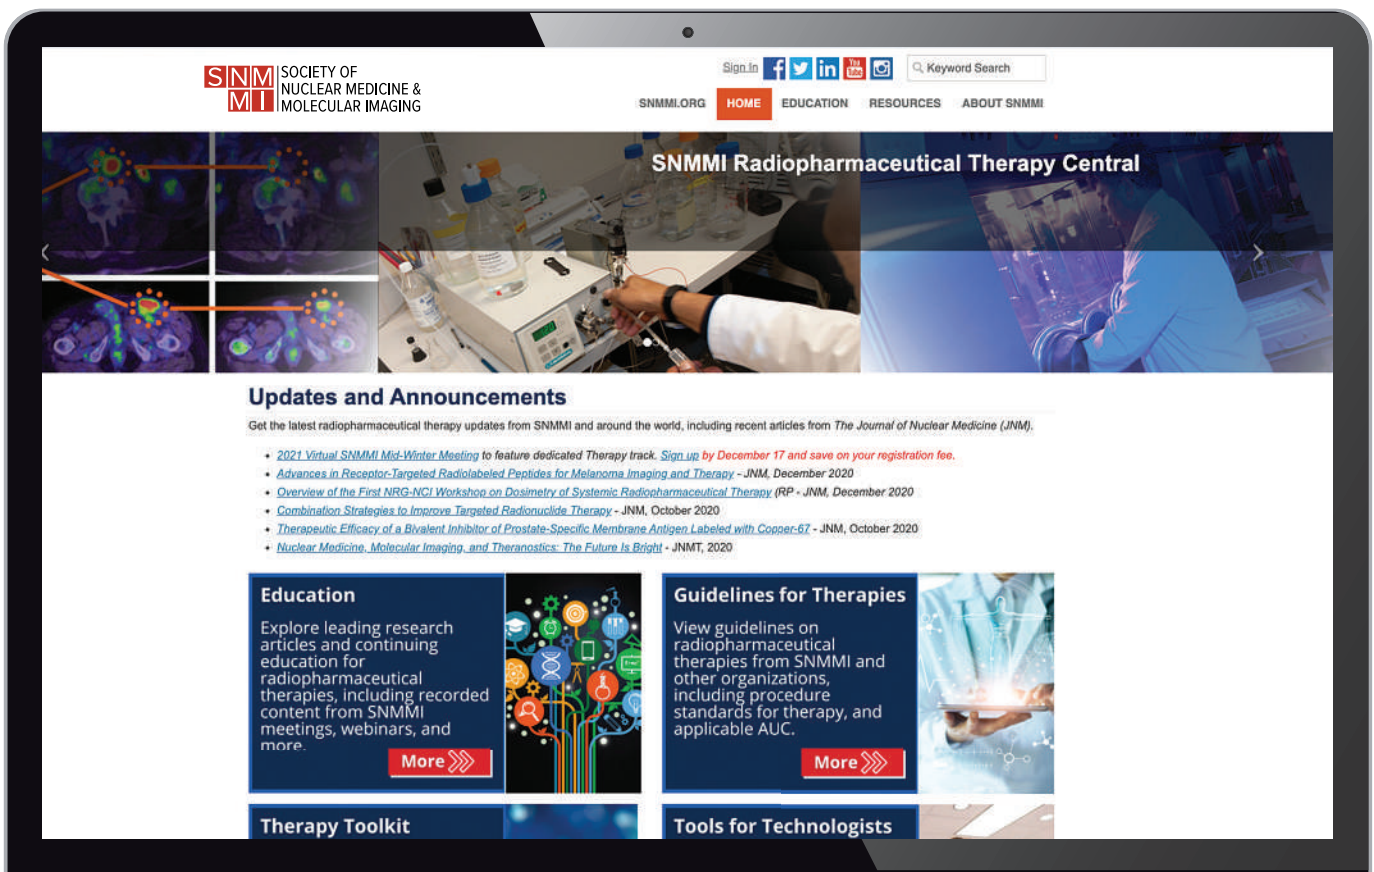 SNM
MI
SOCIETY OF
NUCLEAR MEDICINE &
MOLECULAR IMAGING
Sign In
You
Tube
Keyword Search
SNMMI.ORG HOME EDUCATION RESOURCES ABOUT SNMMI
SNMMI Radiopharmaceutical Therapy Central
Updates and Announcements
Get the latest radiopharmaceutical therapy updates from SNMMI and around the world, including recent articles from The Journal of Nuclear Medicine (JNM).
• 2021 Virtual SNMMI Mid-Winter Meeting to feature dedicated Therapy track. Sign up by December 17 and save on your registration fee.
• Advances in Receptor-Targeted Radiolabeled Peptides for Melanoma Imaging and Therapy - JNM, December 2020
• Overview of the First NRG-NCI Workshop on Dosimetry of Systemic Radiopharmaceutical Therapy (RP - JNM, December 2020
• Combination Strategies to Improve Targeted Radionuclide Therapy - JNM, October 2020
• Therapeutic Efficacy of a Bivalent Inhibitor of Prostate-Specific Membrane Antigen Labeled with Copper-67 - JNM, October 2020
• Nuclear Medicine, Molecular Imaging, and Theranostics: The Future Is Bright - JNMT, 2020
Education
Explore leading research
articles and continuing
education for
radiopharmaceutical
therapies, including recorded
content from SNMMI
meetings, webinars, and
more.
More
Guidelines for Therapies
View guidelines on
radiopharmaceutical
therapies from SNMMI and
other organizations,
including procedure
standards for therapy, and
applicable AUC.
More
Therapy Toolkit
Tools for Technologists